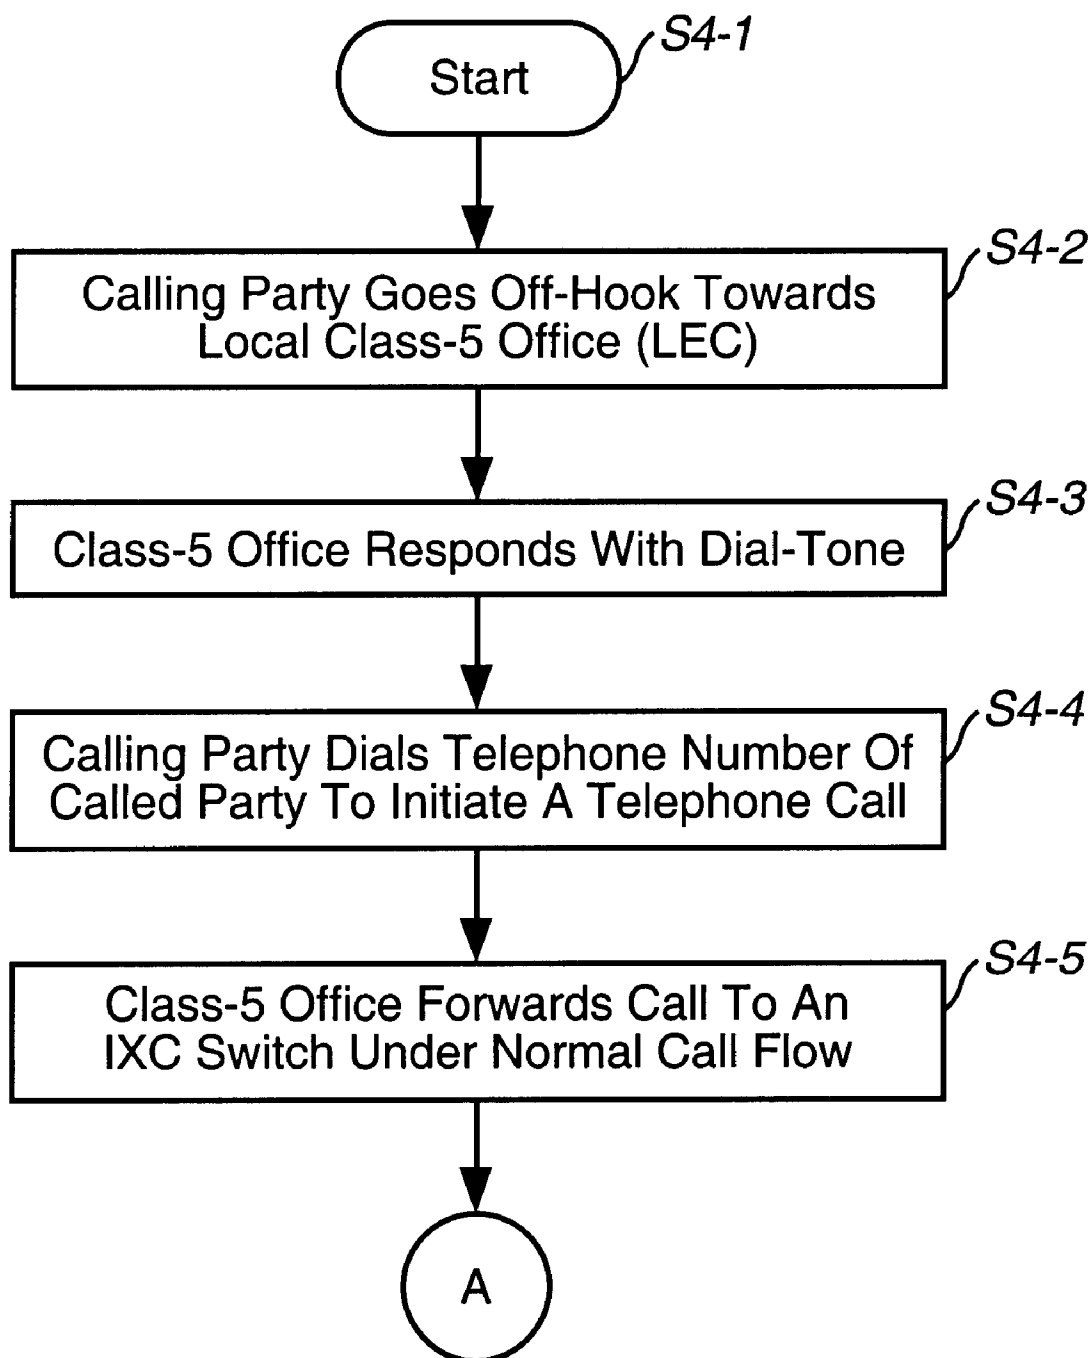 S4-1
Start
S4-2
Calling Party Goes Off-Hook Towards
Local Class-5 Office (LEC)
S4-3
Class-5 Office Responds With Dial-Tone
S4-4
Calling Party Dials Telephone Number Of
Called Party To Initiate A Telephone Call
S4-5
Class-5 Office Forwards Call To An
IXC Switch Under Normal Call Flow
A